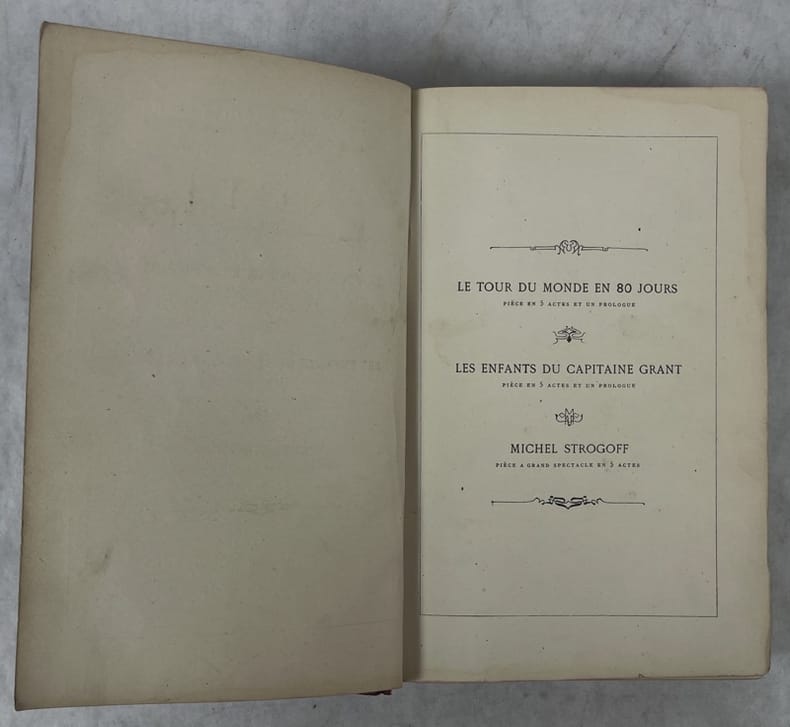 LE TOUR DU MONDE EN 80 JOURS
PIÈCE EN 5 ACTES ET UN PROLOGUE
LES ENFANTS DU CAPITAINE GRANT
PIÈCE EN 5 ACTES ET UN PROLOGUE
MICHEL STROGOFF
PIÈCE A GRAND SPECTACLE EN 5 ACTES